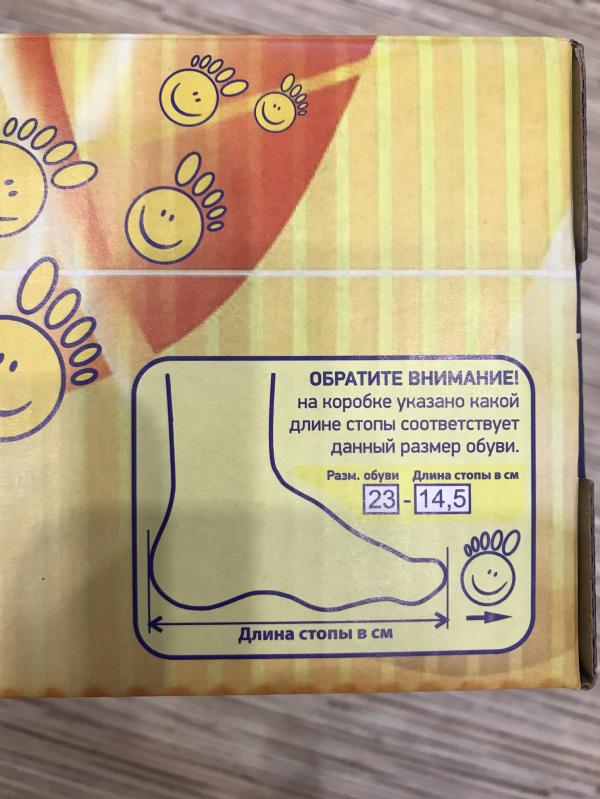 ОБРАТИТЕ ВНИМАНИЕ!
на коробке указано какой
длине стопы соответствует
данный размер обуви.
Разм. обуви Длина стопы в см
23 - 14,5
Длина стопы в см